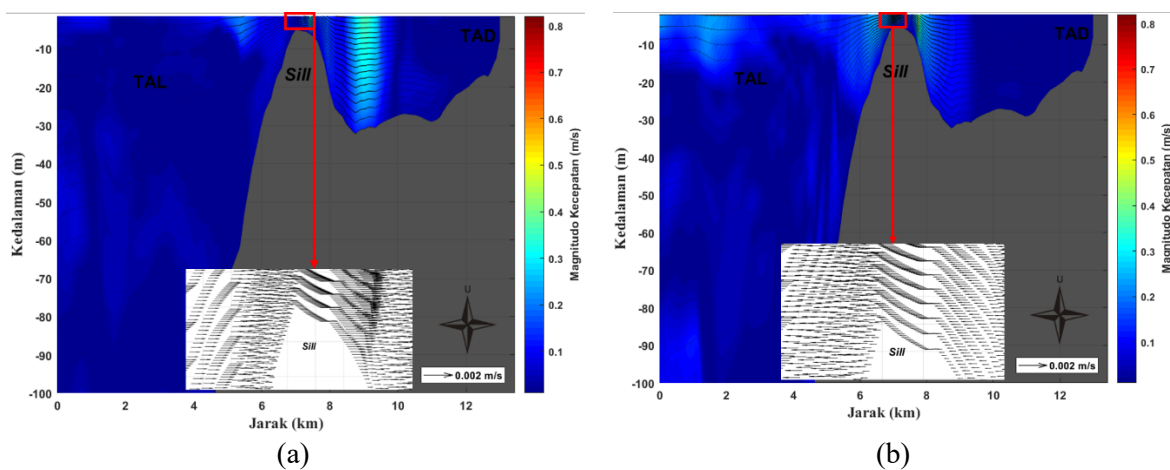 TAL
Sill
TAD
-10
-20
-30
-40
-50
-60
-70
-80
-90
-100
Kedalaman (m)
0
2
4
6
8
10
12
Jarak (km)
Sill
U
0.002 m/s
0.8
0.7
0.6
0.5
0.4
0.3
0.2
0.1
Magnitudo Kecepatan (m/s)
(a)
TAL
Sill
TAD
-10
-20
-30
-40
-50
-60
-70
-80
-90
-100
Kedalaman (m)
0
2
4
6
8
10
12
Jarak (km)
Sill
U
0.002 m/s
0.8
0.7
0.6
0.5
0.4
0.3
0.2
0.1
Magnitudo Kecepatan (m/s)
(b)